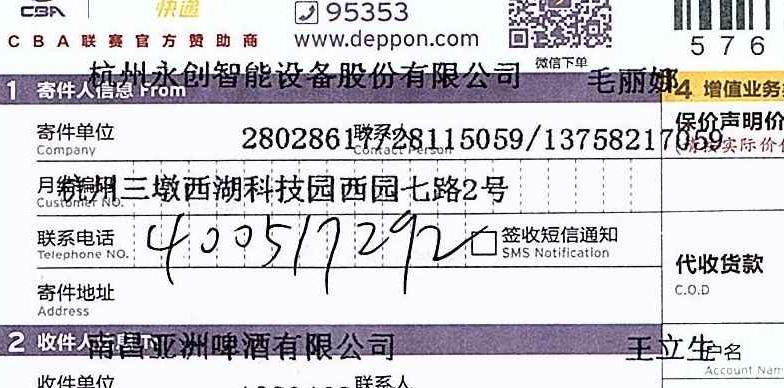 CBA 快递 95353
CBA联赛官方赞助商 www.deppon.com 微信下单 576
杭州永创智能设备股份有限公司 毛丽娜
1 寄件人信息 From 4 增值业务
寄件单位 Company 联系人 Contact Person 保价声明价
28028617/28115059/13758217059
杭州三墩西湖科技园西园七路2号
月结编码 Customer NO.
联系电话 Telephone NO. 400517292 签收短信通知 SMS Notification
代收货款 C.O.D
寄件地址 Address
南昌亚洲啤酒有限公司 王立生
2 收件人信息 To 户名 Account Nam
收件单位 联系人